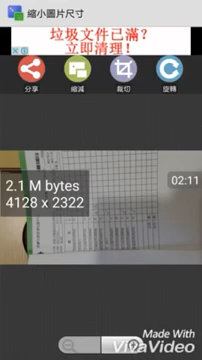 縮小圖片尺寸
垃圾文件已滿?
立即清理!
分享
縮減
裁切
旋轉
2.1 M bytes
4128 x 2322
02:11
Made With
VivaVideo